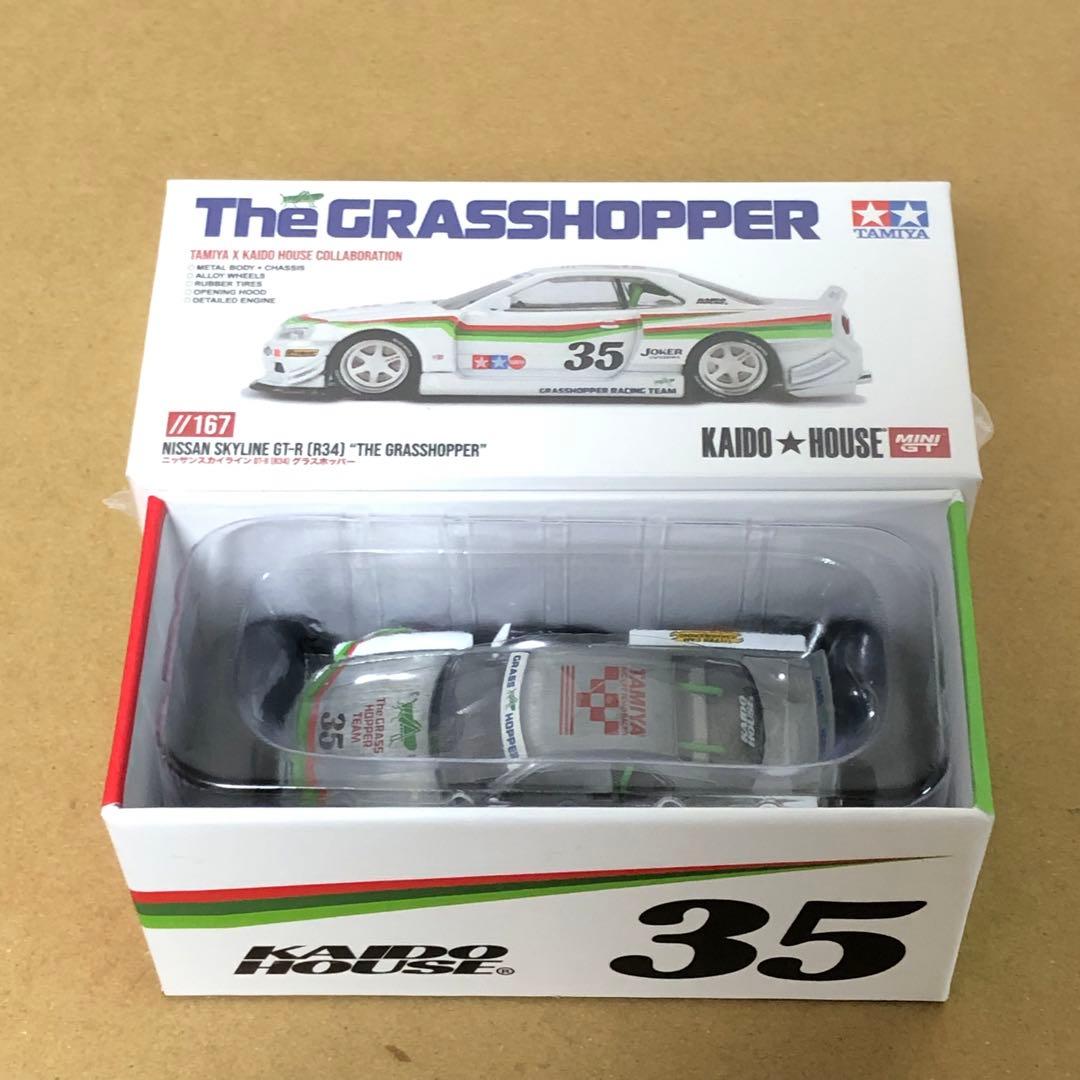 The GRASSHOPPER
TAMIYA
TAMIYA X KAIDO HOUSE COLLABORATION
METAL BODY + CHASSIS
ALLOY WHEELS
RUBBER TIRES
OPENING HOOD
DETAILED ENGINE
KAIDO HOUSE
35
JOKER
GRASSHOPPER RACING TEAM
//167
NISSAN SKYLINE GT-R (R34) "THE GRASSHOPPER"
ニッサンスカイライン GT-R (R34) グラスホッパー
KAIDO★HOUSE
MINI GT
The GRASS
HOPPER
TEAM
35
GRASS HOPPER
TAMIYA
KAIDO
HOUSE®
35